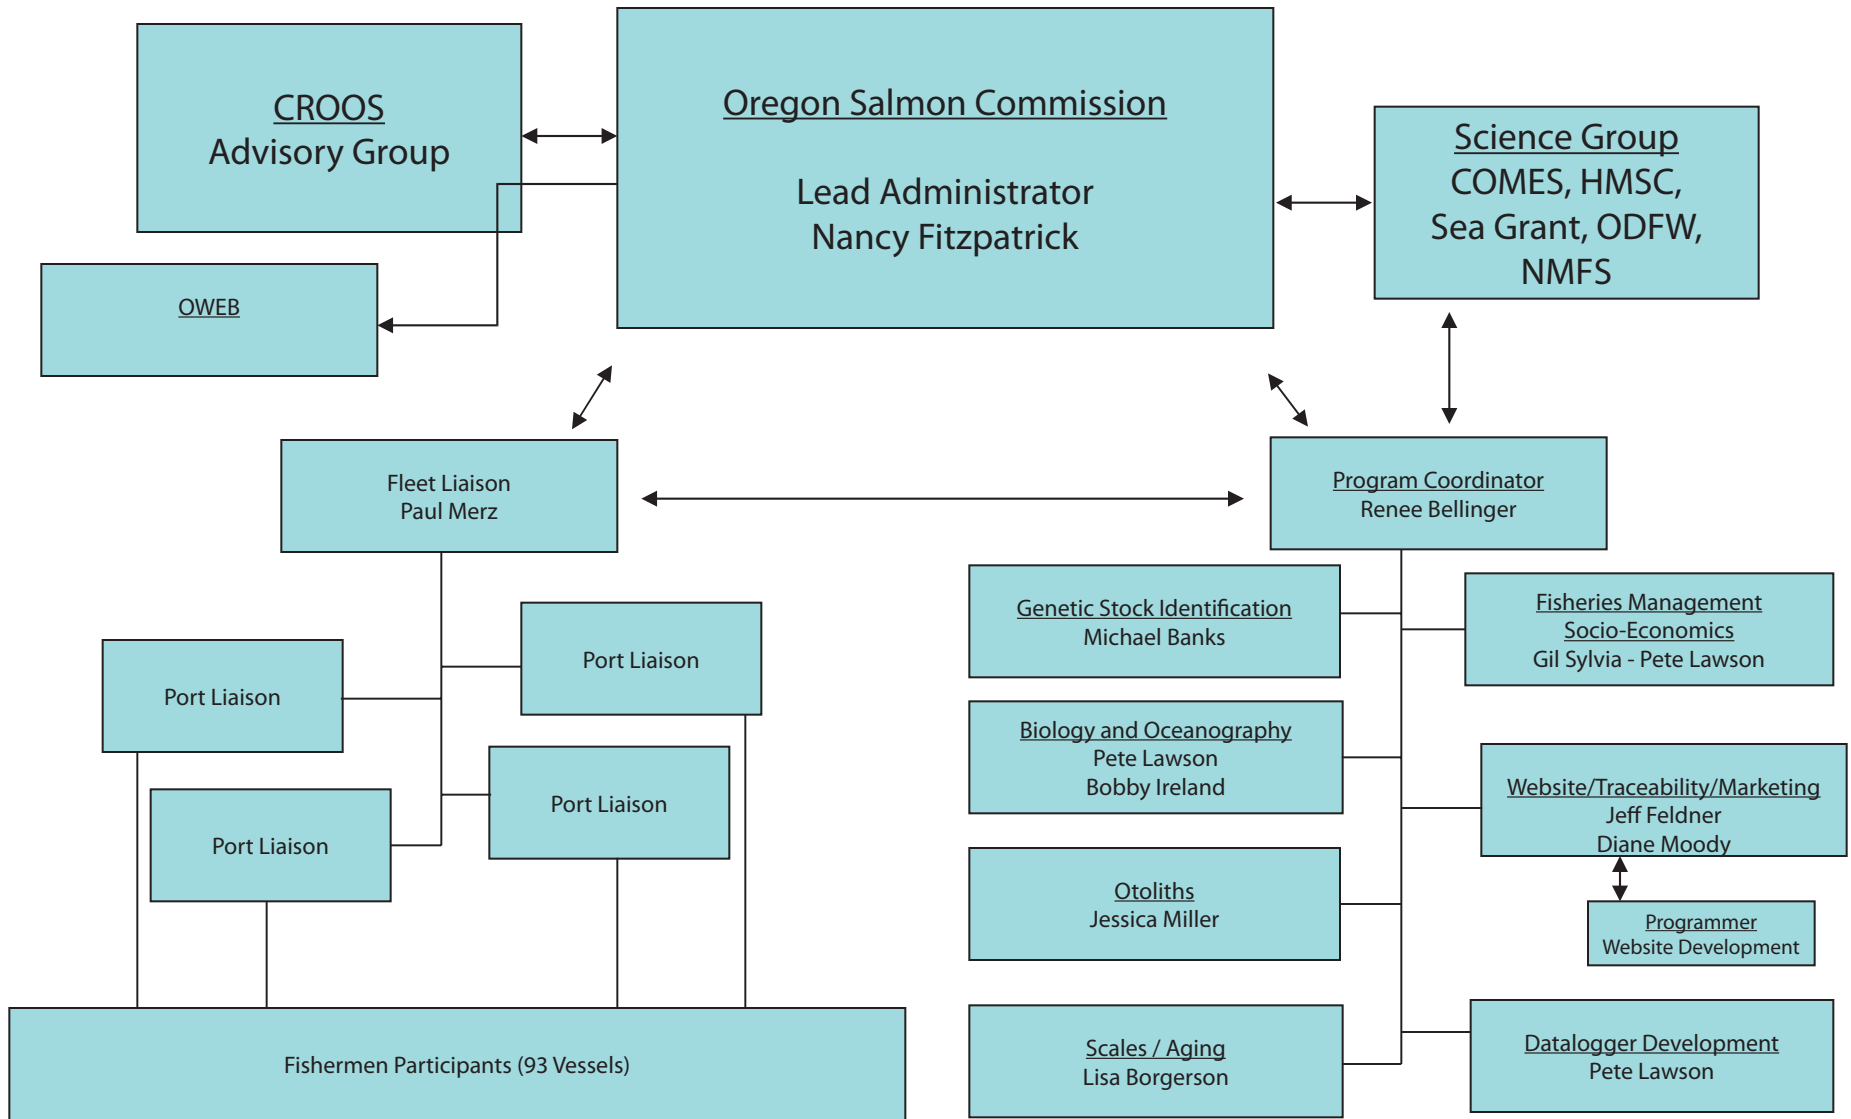 CROOS
Advisory Group
Oregon Salmon Commission
Lead Administrator
Nancy Fitzpatrick
Science Group
COMES, HMSC,
Sea Grant, ODFW,
NMFS
OWEB
Fleet Liaison
Paul Merz
Program Coordinator
Renee Bellinger
Port Liaison
Port Liaison
Port Liaison
Port Liaison
Fishermen Participants (93 Vessels)
Genetic Stock Identification
Michael Banks
Fisheries Management
Socio-Economics
Gil Sylvia - Pete Lawson
Biology and Oceanography
Pete Lawson
Bobby Ireland
Website/Traceability/Marketing
Jeff Feldner
Diane Moody
Otoliths
Jessica Miller
Programmer
Website Development
Scales / Aging
Lisa Borgerson
Datalogger Development
Pete Lawson